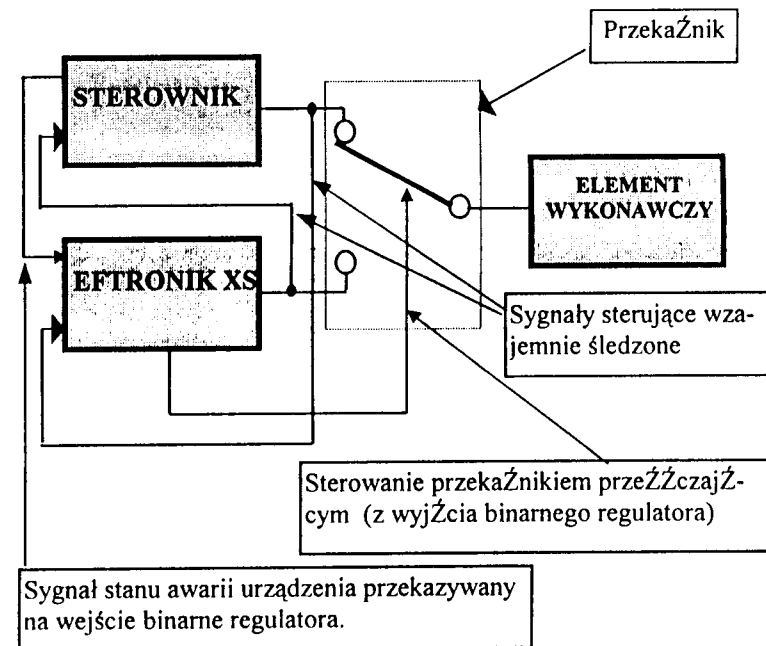 PrzekaŹnik
STEROWNIK
ELEMENT
WYKONAWCZY
EFTRONIK XS
Sygnały sterujące wza-
jemnie śledzone
Sterowanie przekaŹnikiem przeŹŹczajŹ-
cym (z wyjŹcia binarnego regulatora)
Sygnał stanu awarii urządzenia przekazywany
na wejście binarne regulatora.